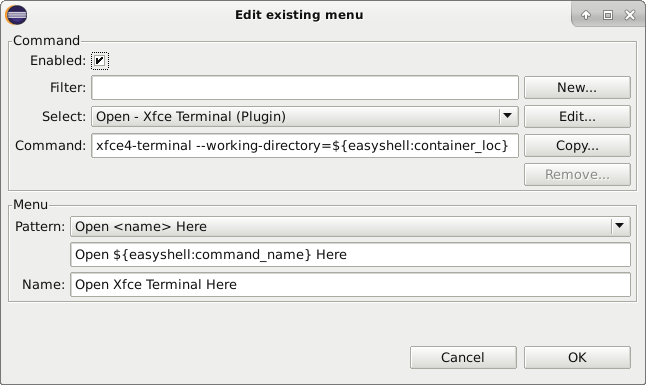 Edit existing menu
Command
Enabled:
Filter: New...
Select: Open - Xfce Terminal (Plugin) Edit...
Command: xfce4-terminal --working-directory=${easyshell:container_loc} Copy...
Remove...
Menu
Pattern: Open <name> Here
Open ${easyshell:command_name} Here
Name: Open Xfce Terminal Here
Cancel OK